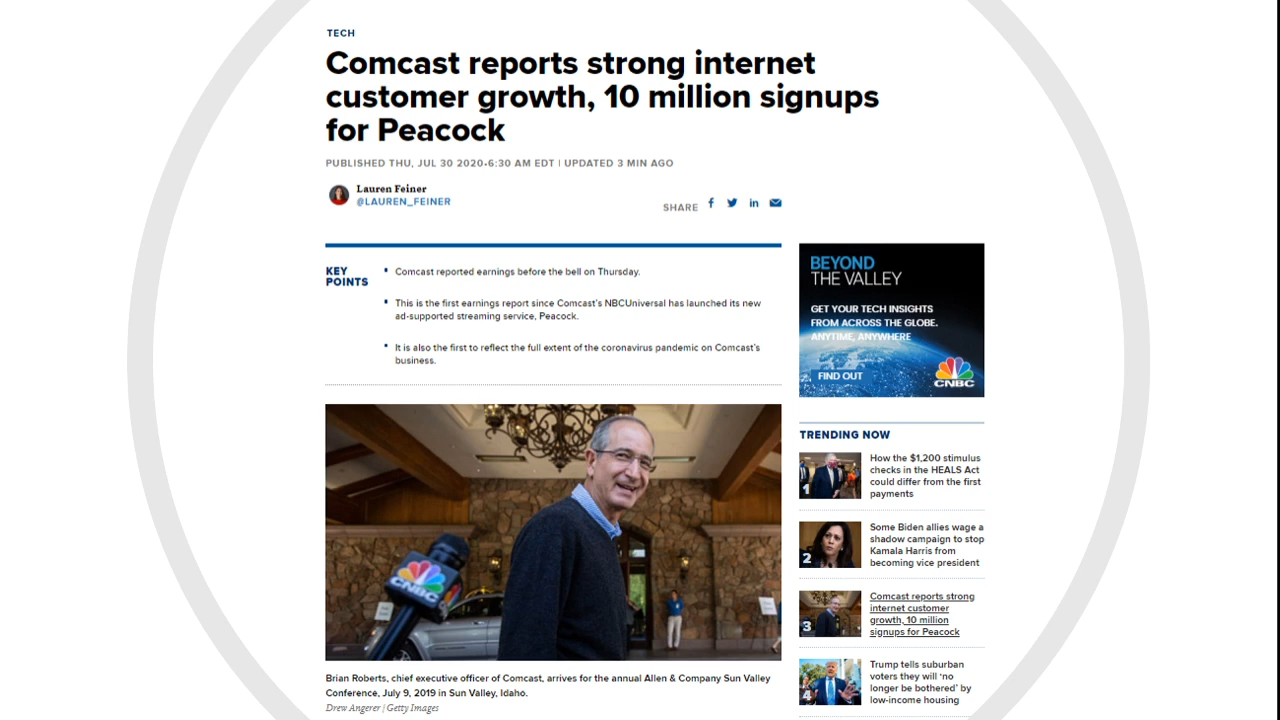 TECH
Comcast reports strong internet
customer growth, 10 million signups
for Peacock
PUBLISHED THU, JUL 30 2020•6:30 AM EDT | UPDATED 3 MIN AGO
Lauren Feiner
@LAUREN_FEINER
SHARE
KEY
POINTS
Comcast reported earnings before the bell on Thursday.
This is the first earnings report since Comcast's NBCUniversal has launched its new
ad-supported streaming service, Peacock.
It is also the first to reflect the full extent of the coronavirus pandemic on Comcast's
business.
CNBC
Brian Roberts, chief executive officer of Comcast, arrives for the annual Allen & Company Sun Valley
Conference, July 9, 2019 in Sun Valley, Idaho.
Drew Angerer | Getty Images
BEYOND
THE VALLEY
GET YOUR TECH INSIGHTS
FROM ACROSS THE GLOBE.
ANYTIME, ANYWHERE
FIND OUT
CNBC
TRENDING NOW
1
How the $1,200 stimulus
checks in the HEALS Act
could differ from the first
payments
2
Some Biden allies wage a
shadow campaign to stop
Kamala Harris from
becoming vice president
3
Comcast reports strong
internet customer
growth, 10 million
signups for Peacock
4
Trump tells suburban
voters they will ‘no
longer be bothered’ by
low-income housing